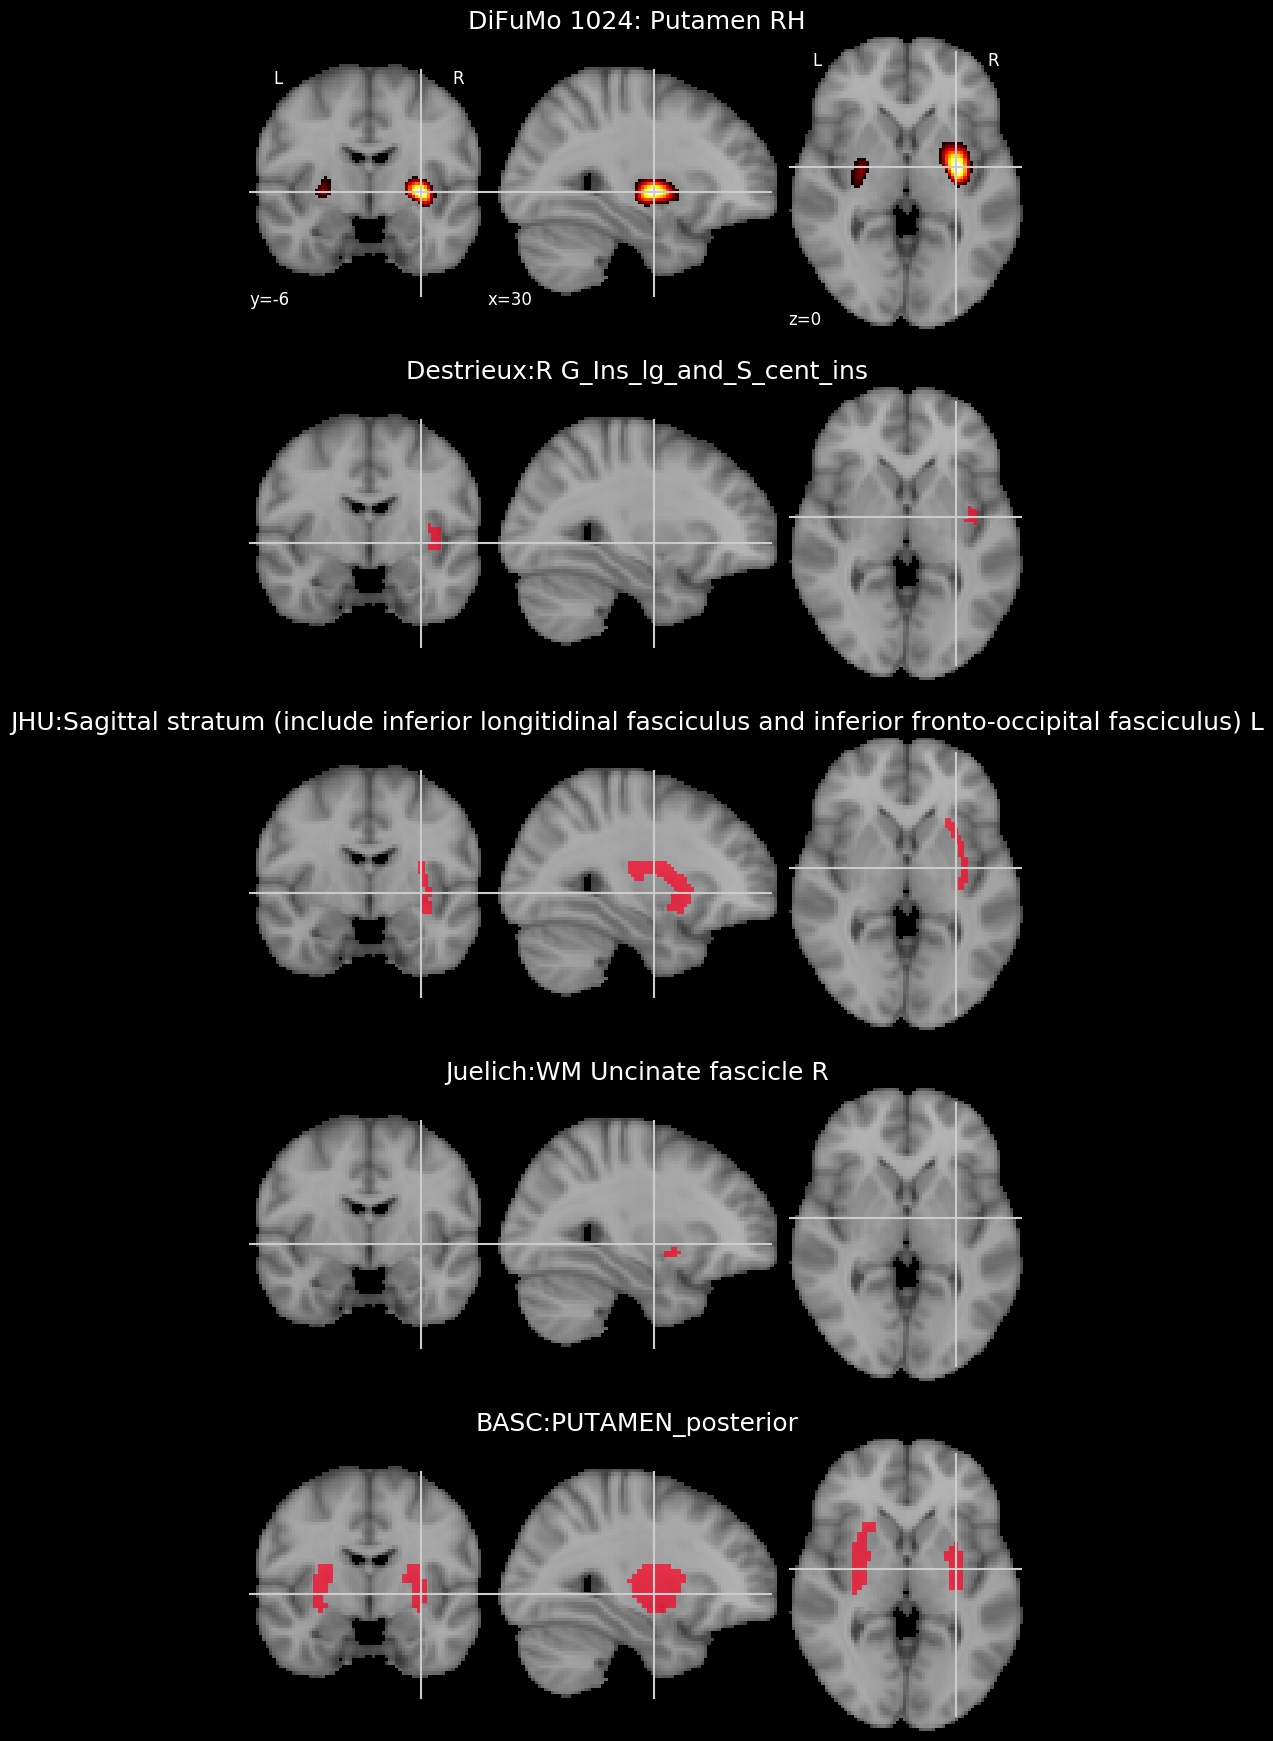 DiFuMo 1024: Putamen RH
L R L R
y=-6 x=30 z=0
Destrieux:R G_Ins_lg_and_S_cent_ins
JHU:Sagittal stratum (include inferior longitidinal fasciculus and inferior fronto-occipital fasciculus) L
Juelich:WM Uncinate fascicle R
BASC:PUTAMEN_posterior